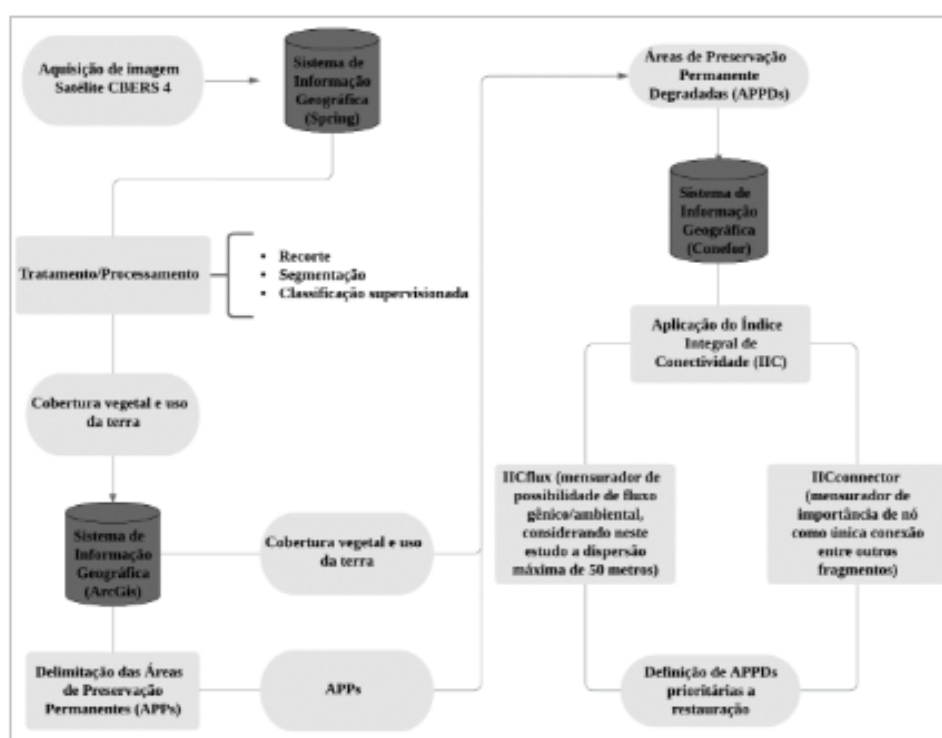 Aquisição de imagem
Satélite CBERS 4
Sistema de
Informação
Geográfica
(Spring)
Tratamento/Processamento
• Recorte
• Segmentação
• Classificação supervisionada
Cobertura vegetal e uso
da terra
Sistema de
Informação
Geográfica
(ArcGis)
Cobertura vegetal e uso
da terra
Delimitação das Áreas
de Preservação
Permanentes (APPs)
APPs
Áreas de Preservação
Permanente
Degradadas (APPDs)
Sistema de
Informação
Geográfica
(Conefor)
Aplicação do Índice
Integral de
Conectividade (IIC)
IICflux (mensurador de
possibilidade de fluxo
gênico/ambiental,
considerando neste
estudo a dispersão
máxima de 50 metros)
IICconnector
(mensurador de
importância de nó
como única conexão
entre outros
fragmentos)
Definição de APPDs
prioritárias a
restauração